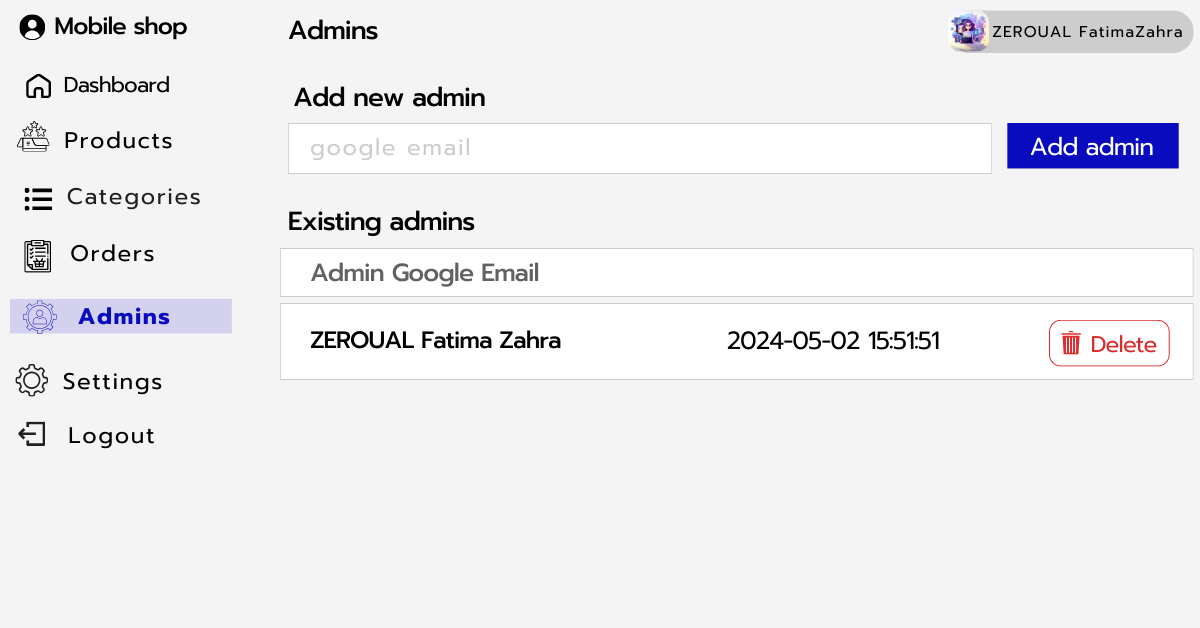 Mobile shop
Dashboard
Products
Categories
Orders
Admins
Settings
Logout
Admins
ZEROUAL FatimaZahra
Add new admin
google email
Add admin
Existing admins
Admin Google Email
ZEROUAL Fatima Zahra 2024-05-02 15:51:51 Delete